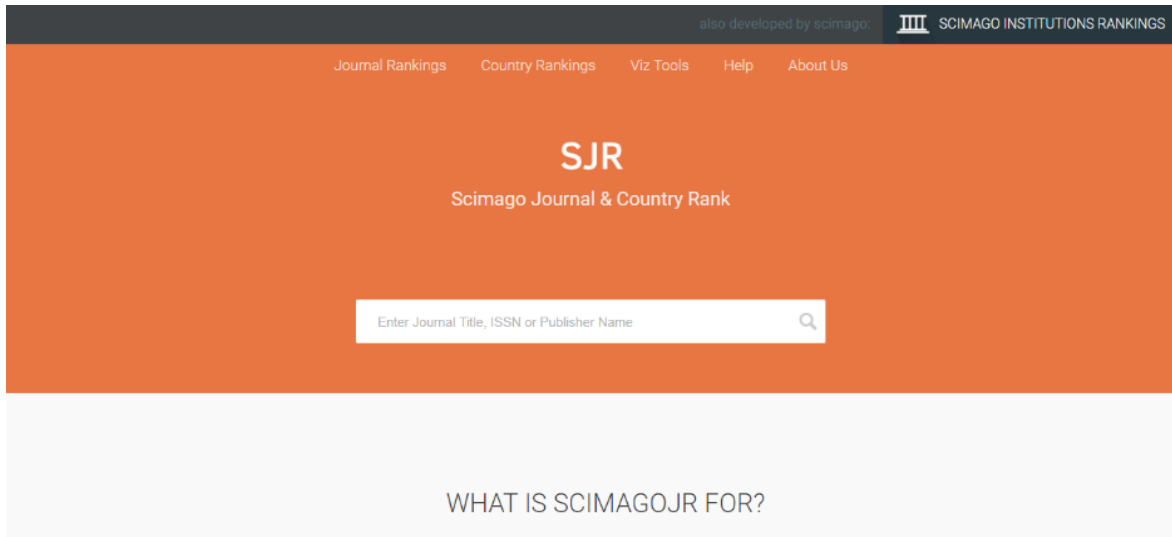 also developed by scimago: SCIMAGO INSTITUTIONS RANKINGS
Journal Rankings Country Rankings Viz Tools Help About Us
SJR
Scimago Journal & Country Rank
Enter Journal Title, ISSN or Publisher Name
WHAT IS SCIMAGOJR FOR?